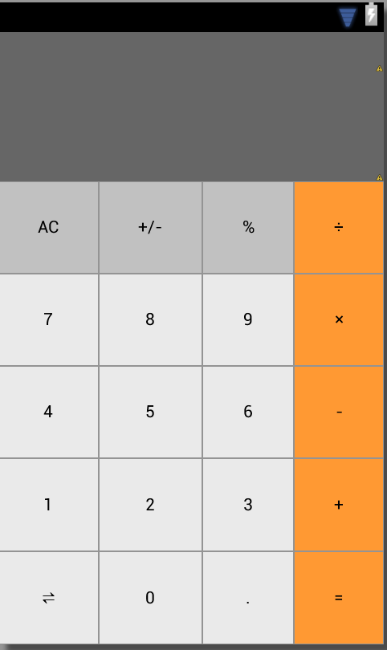 AC +/- % ÷
7 8 9 ×
4 5 6 -
1 2 3 +
⇌ 0 . =